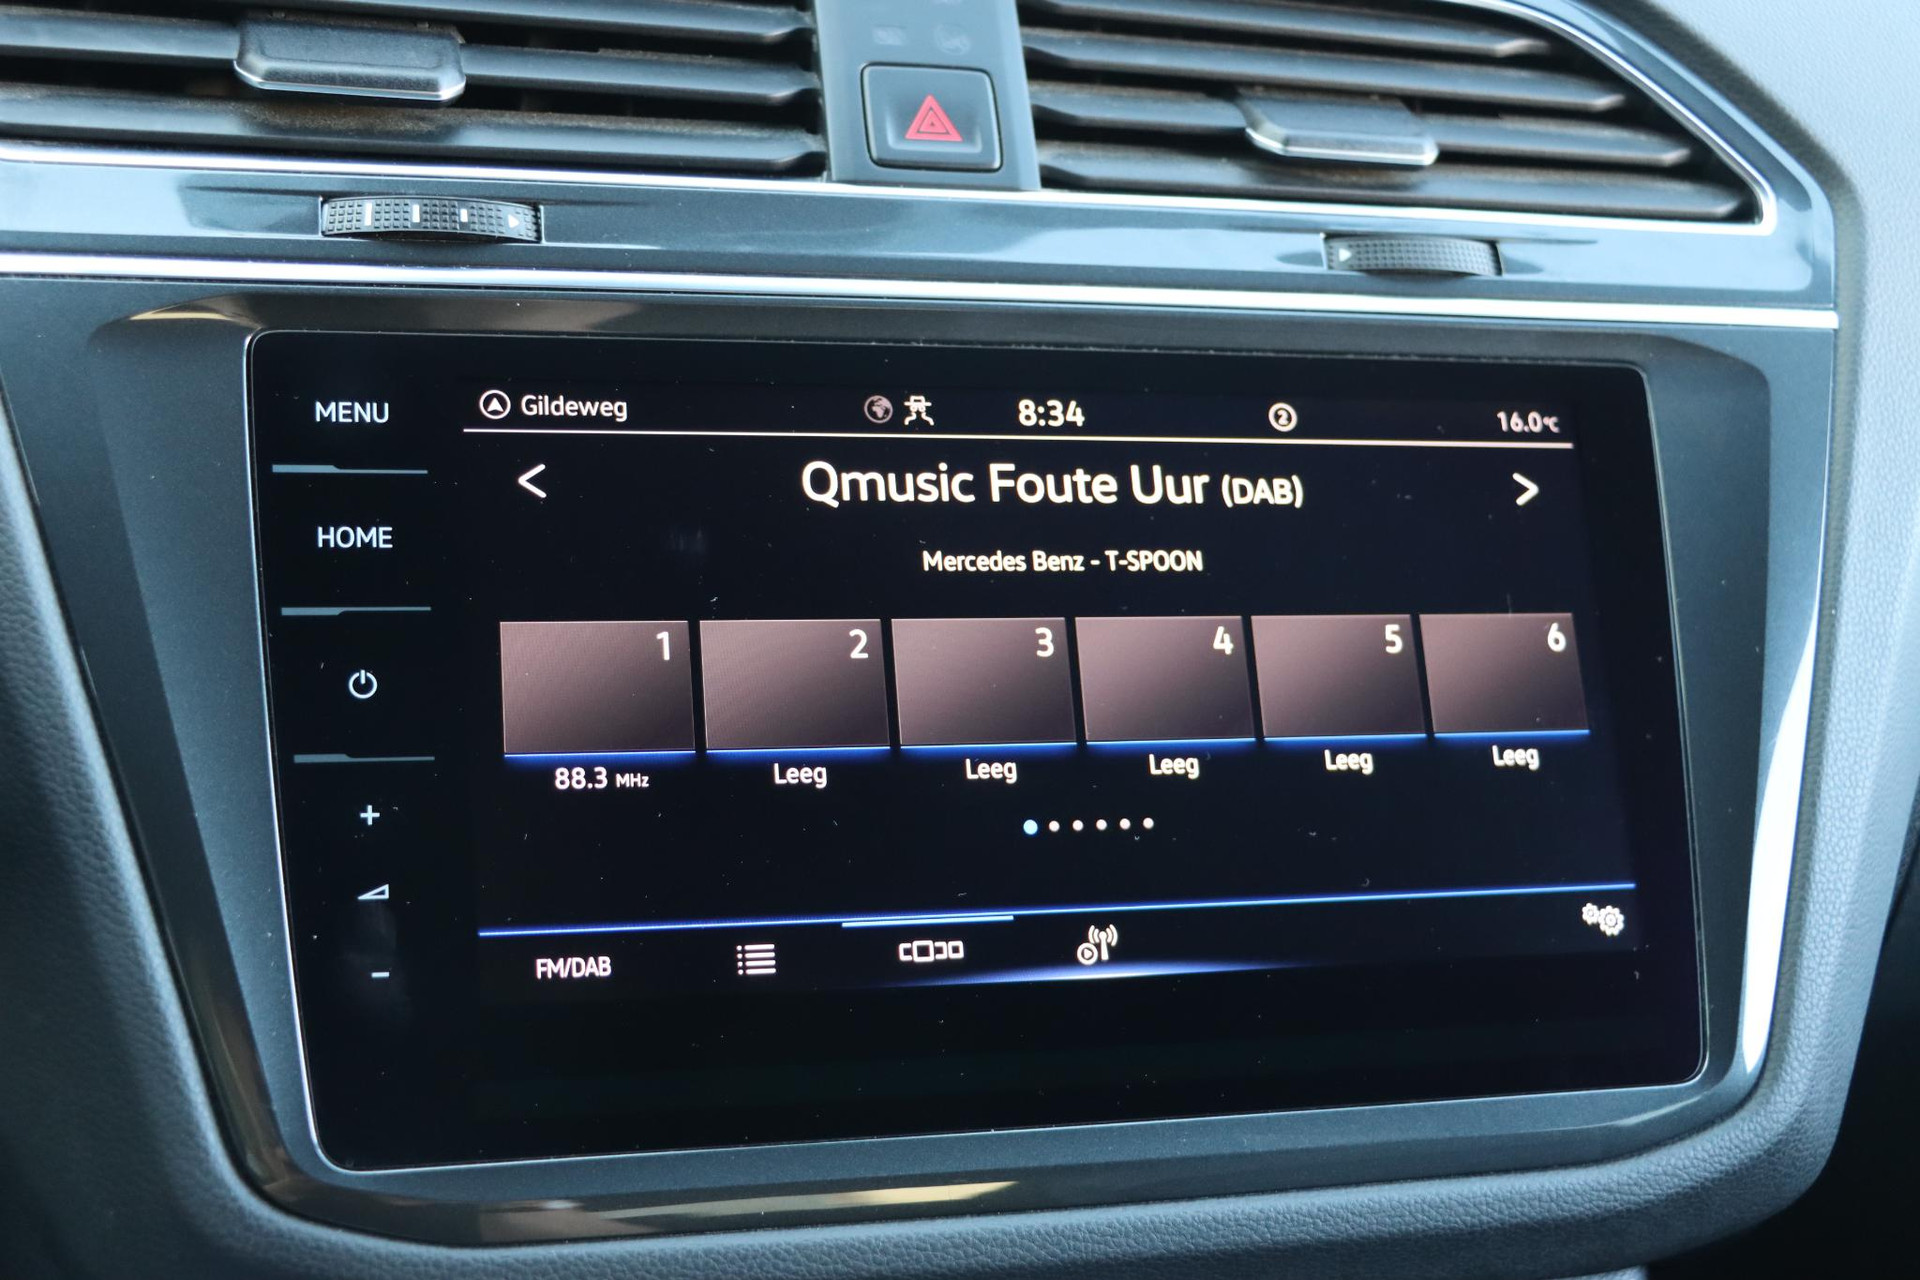 MENU
HOME
Gildeweg
8:34
2
16.0°C
Qmusic Foute Uur (DAB)
Mercedes Benz - T-SPOON
1 2 3 4 5 6
88.3 MHz Leeg Leeg Leeg Leeg Leeg
FM/DAB